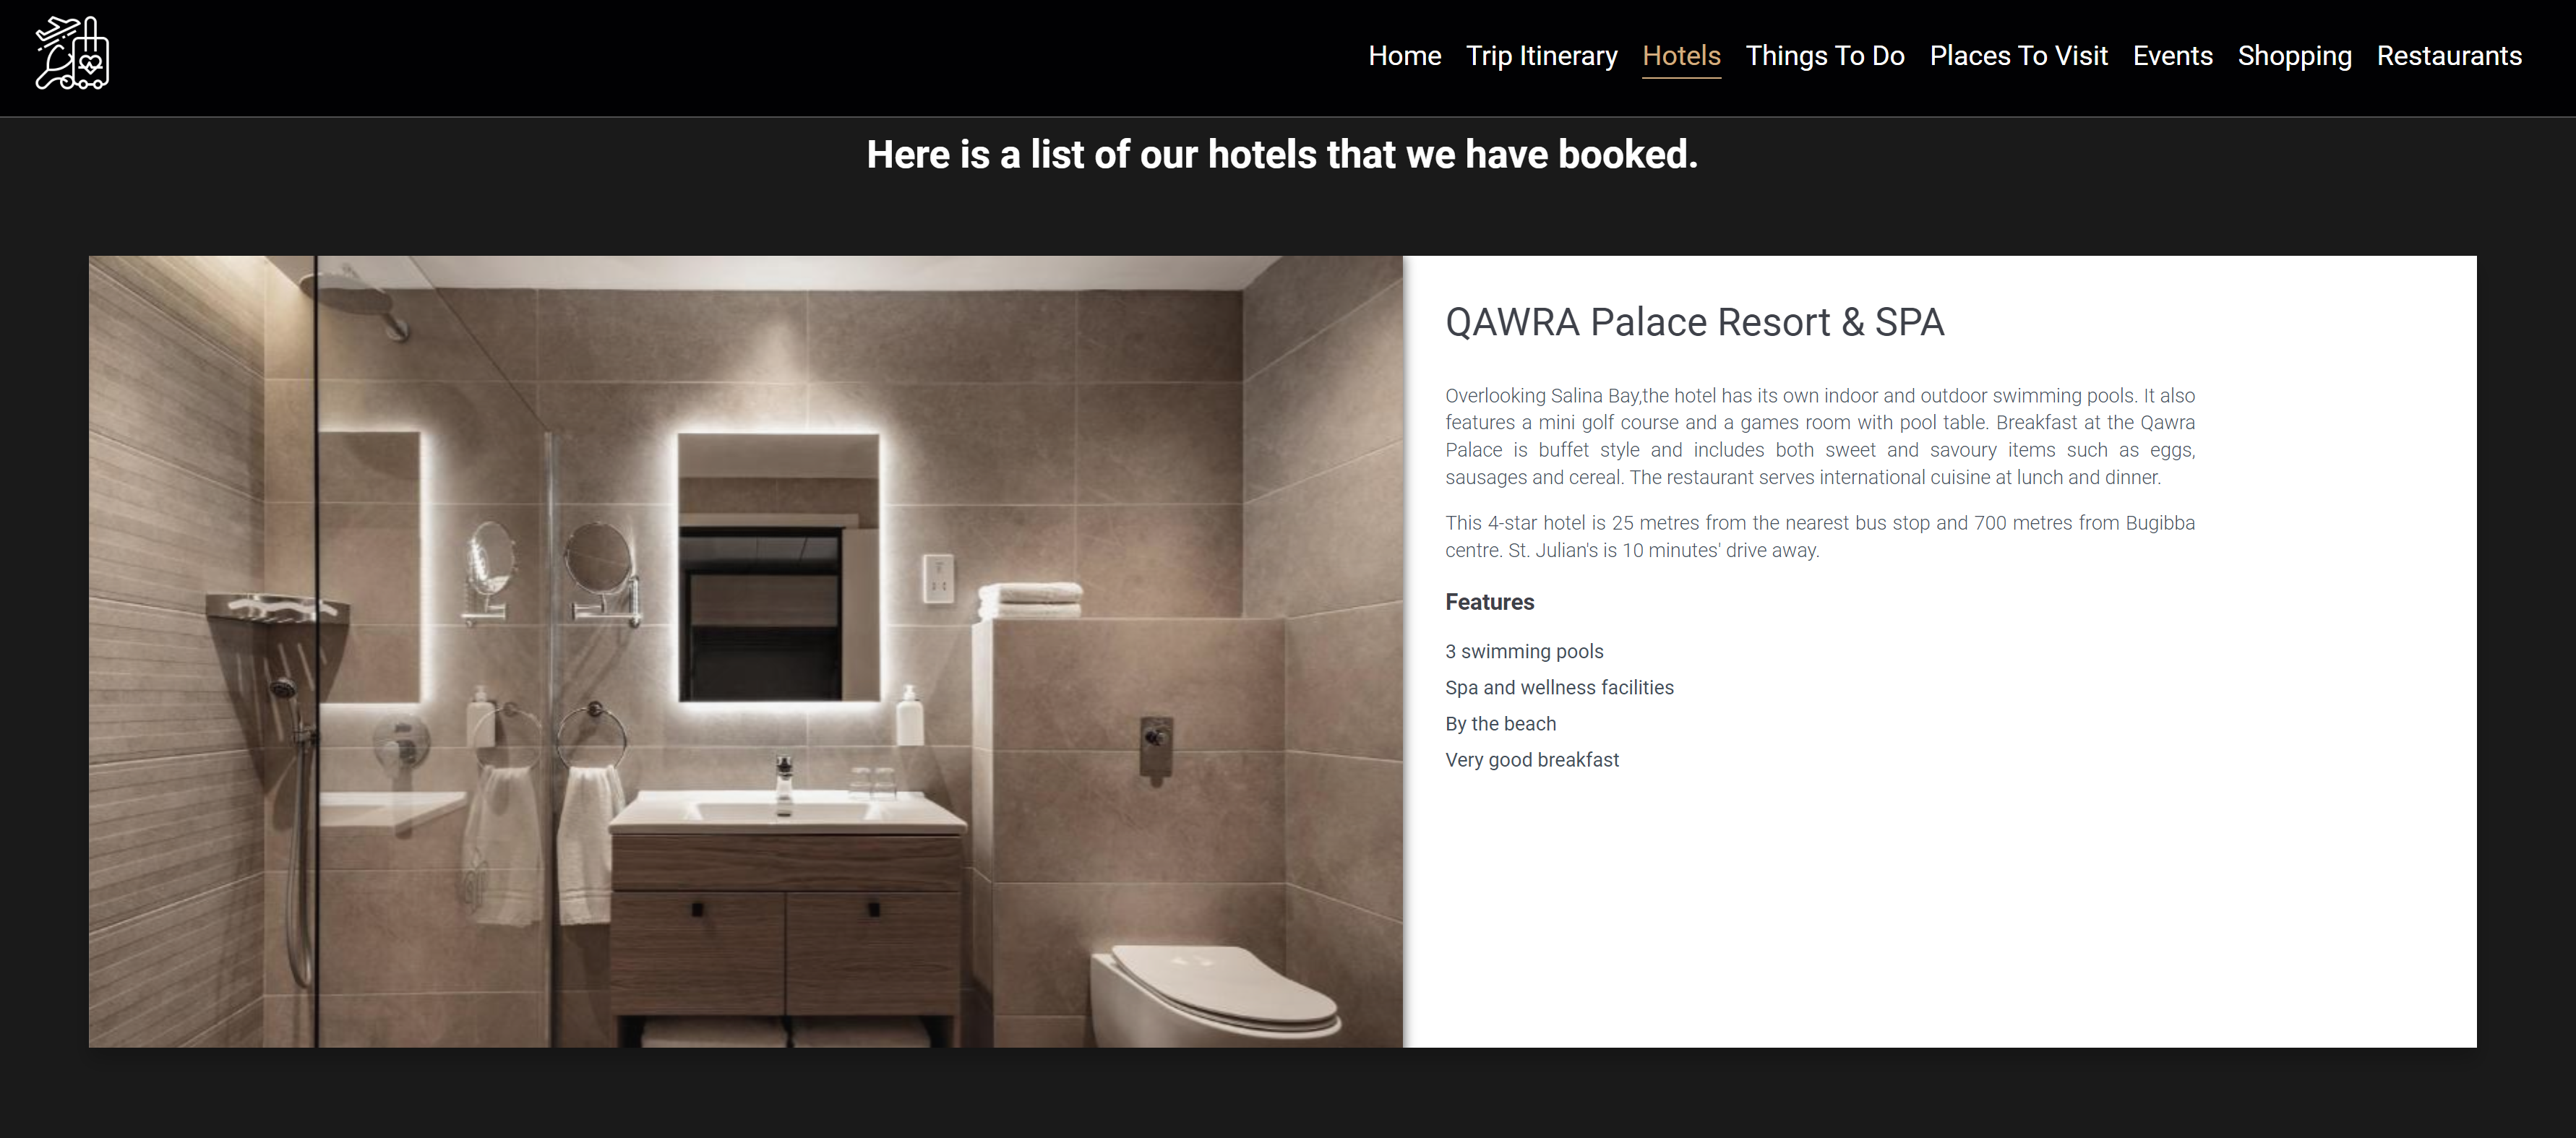 Home Trip Itinerary Hotels Things To Do Places To Visit Events Shopping Restaurants
Here is a list of our hotels that we have booked.
QAWRA Palace Resort & SPA
Overlooking Salina Bay,the hotel has its own indoor and outdoor swimming pools. It also
features a mini golf course and a games room with pool table. Breakfast at the Qawra
Palace is buffet style and includes both sweet and savoury items such as eggs,
sausages and cereal. The restaurant serves international cuisine at lunch and dinner.
This 4-star hotel is 25 metres from the nearest bus stop and 700 metres from Bugibba
centre. St. Julian's is 10 minutes' drive away.
Features
3 swimming pools
Spa and wellness facilities
By the beach
Very good breakfast